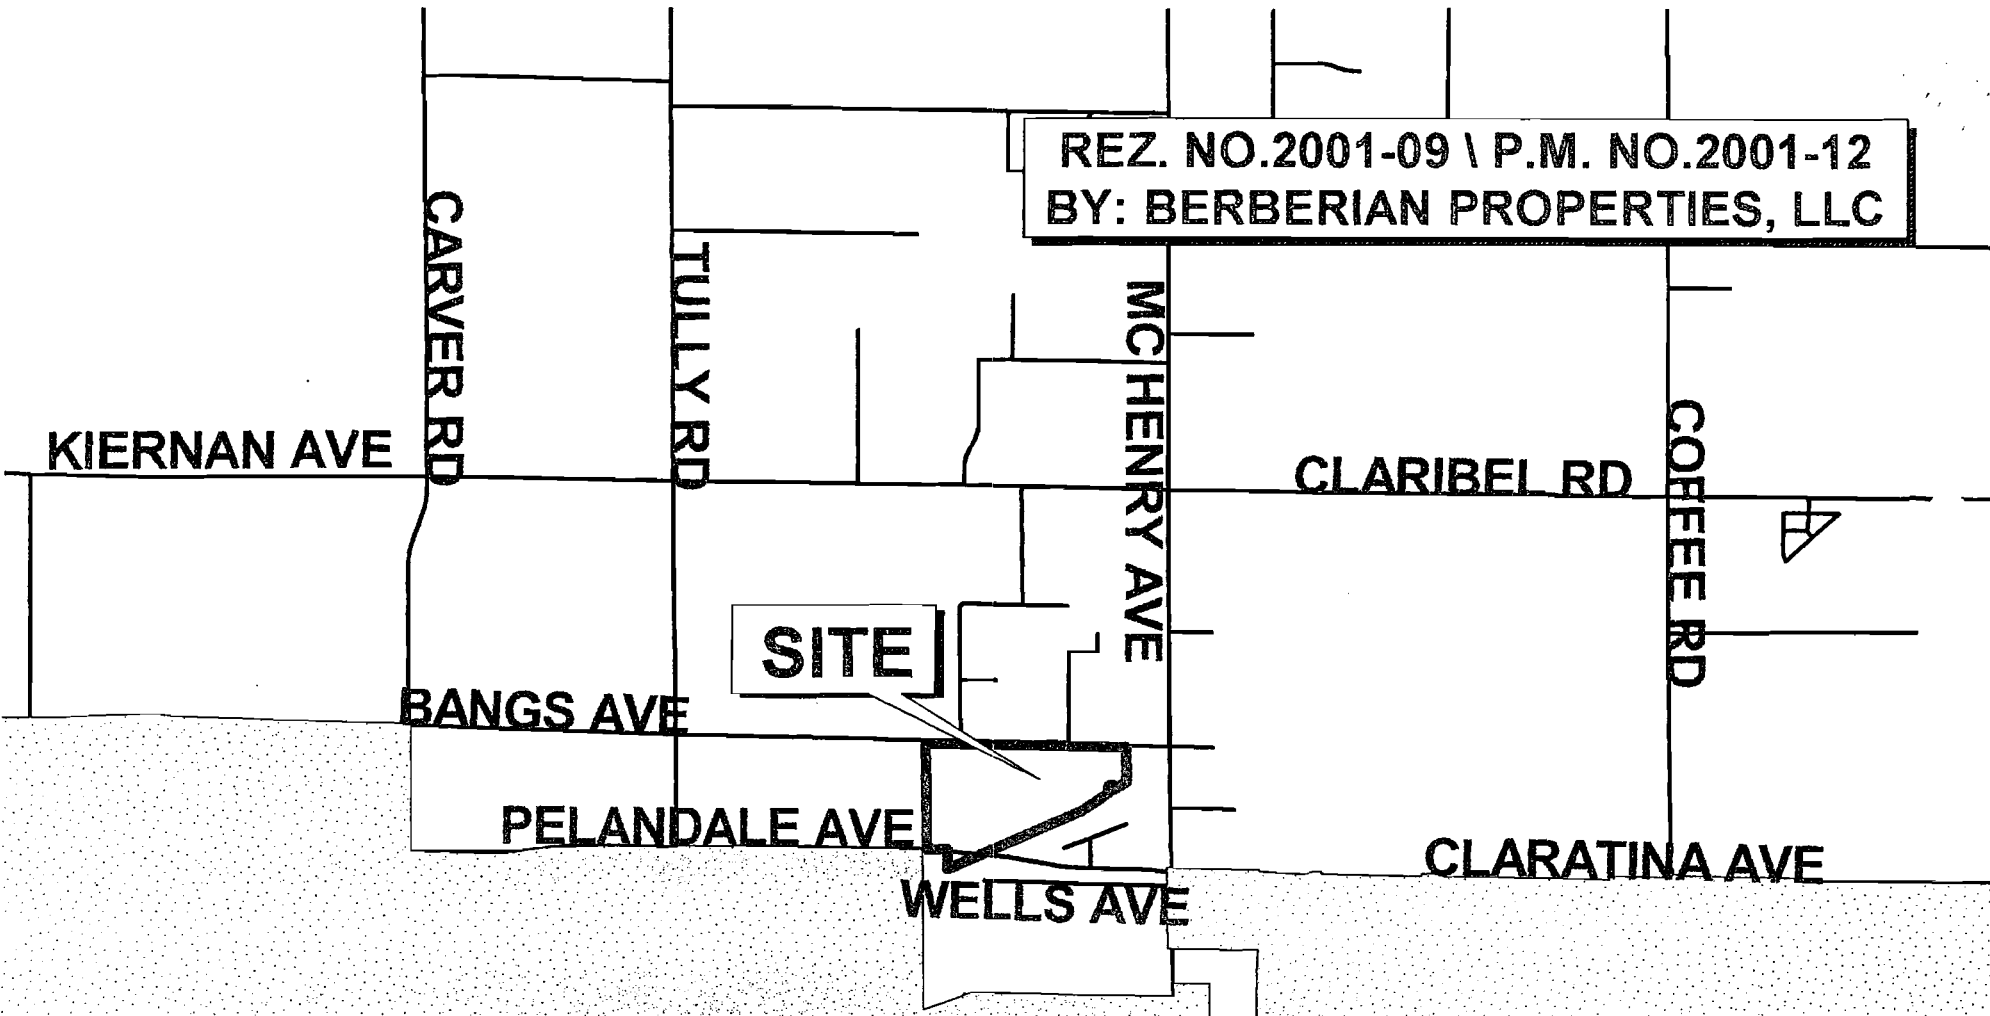 REZ. NO.2001-09 \ P.M. NO.2001-12
BY: BERBERIAN PROPERTIES, LLC
CARVER RD
TULLY RD
MCHENRY AVE
COFFEE RD
KIERNAN AVE
CLARIBEL RD
SITE
BANGS AVE
PELANDALE AVE
CLARATINA AVE
WELLS AVE